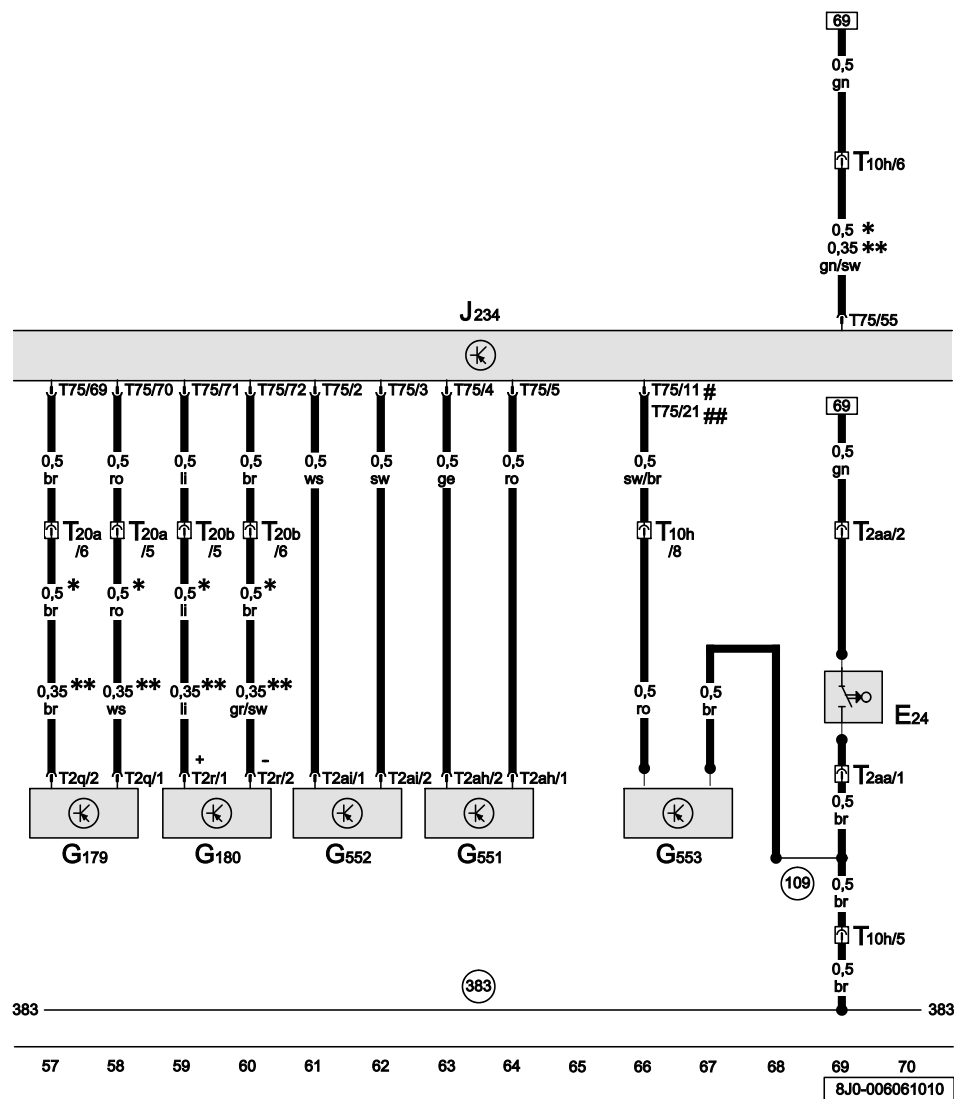 69
0,5
gn
T10h/6
0,5 *
0,35 **
gn/sw
J234
T75/55
T75/69 T75/70 T75/71 T75/72 T75/2 T75/3 T75/4 T75/5 T75/11 #
T75/21 ##
69
0,5 0,5 0,5 0,5 0,5 0,5 0,5 0,5 0,5 0,5
br ro li br ws sw ge ro sw/br gn
T20a/6 T20a/5 T20b/5 T20b/6 T10h/8 T2aa/2
0,5 * 0,5 * 0,5 * 0,5 *
br ro li br
0,35 ** 0,35 ** 0,35 ** 0,35 ** 0,5 0,5
br ws li gr/sw ro br
E24
+ -
T2q/2 T2q/1 T2r/1 T2r/2 T2ai/1 T2ai/2 T2ah/2 T2ah/1 T2aa/1
0,5
br
G179 G180 G552 G551 G553
109
0,5
br
T10h/5
0,5
br
383
383 383
57 58 59 60 61 62 63 64 65 66 67 68 69 70
8J0-006061010